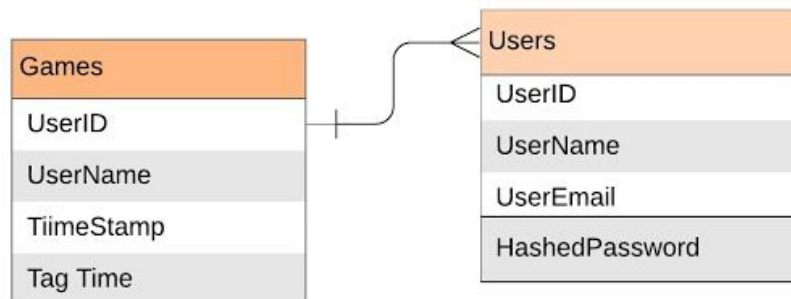 Games
UserID
UserName
TiimeStamp
Tag Time
Users
UserID
UserName
UserEmail
HashedPassword